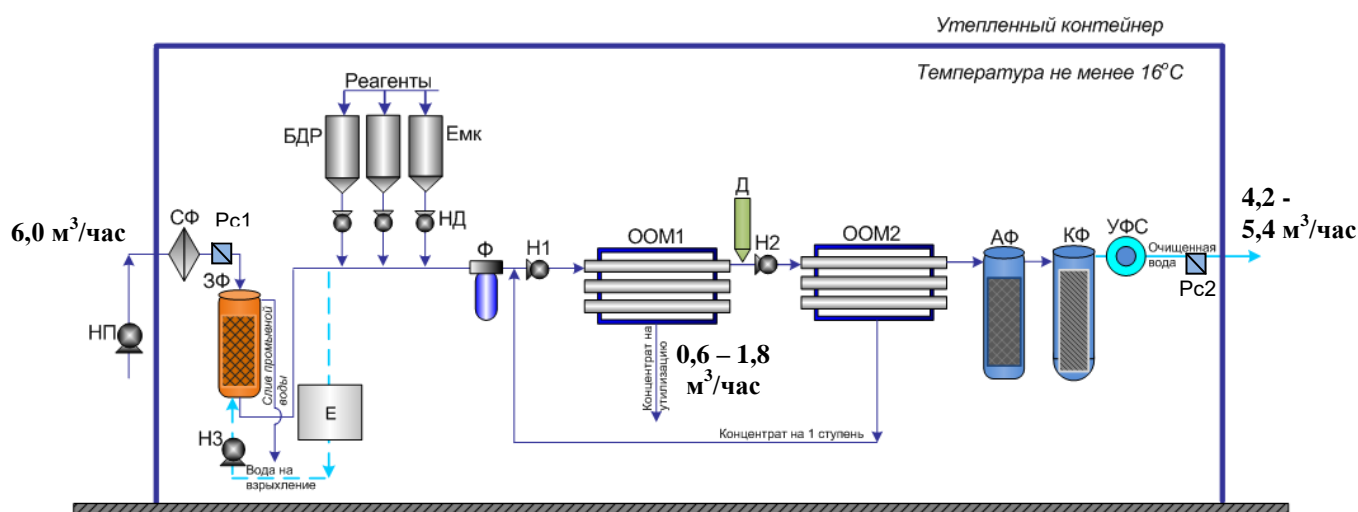 Утепленный контейнер
Температура не менее 16°С
Реагенты
БДР
Емк
НД
6,0 м³/час
СФ
Рс1
ЗФ
НП
Слив промывной
воды
Н3
Вода на
взрыхление
Е
Ф
Н1
ООМ1
Д
Н2
ООМ2
Концентрат на
утилизацию
0,6 – 1,8
м³/час
Концентрат на 1 ступень
АФ
КФ
УФС
Очищенная
вода
Рс2
4,2 -
5,4 м³/час